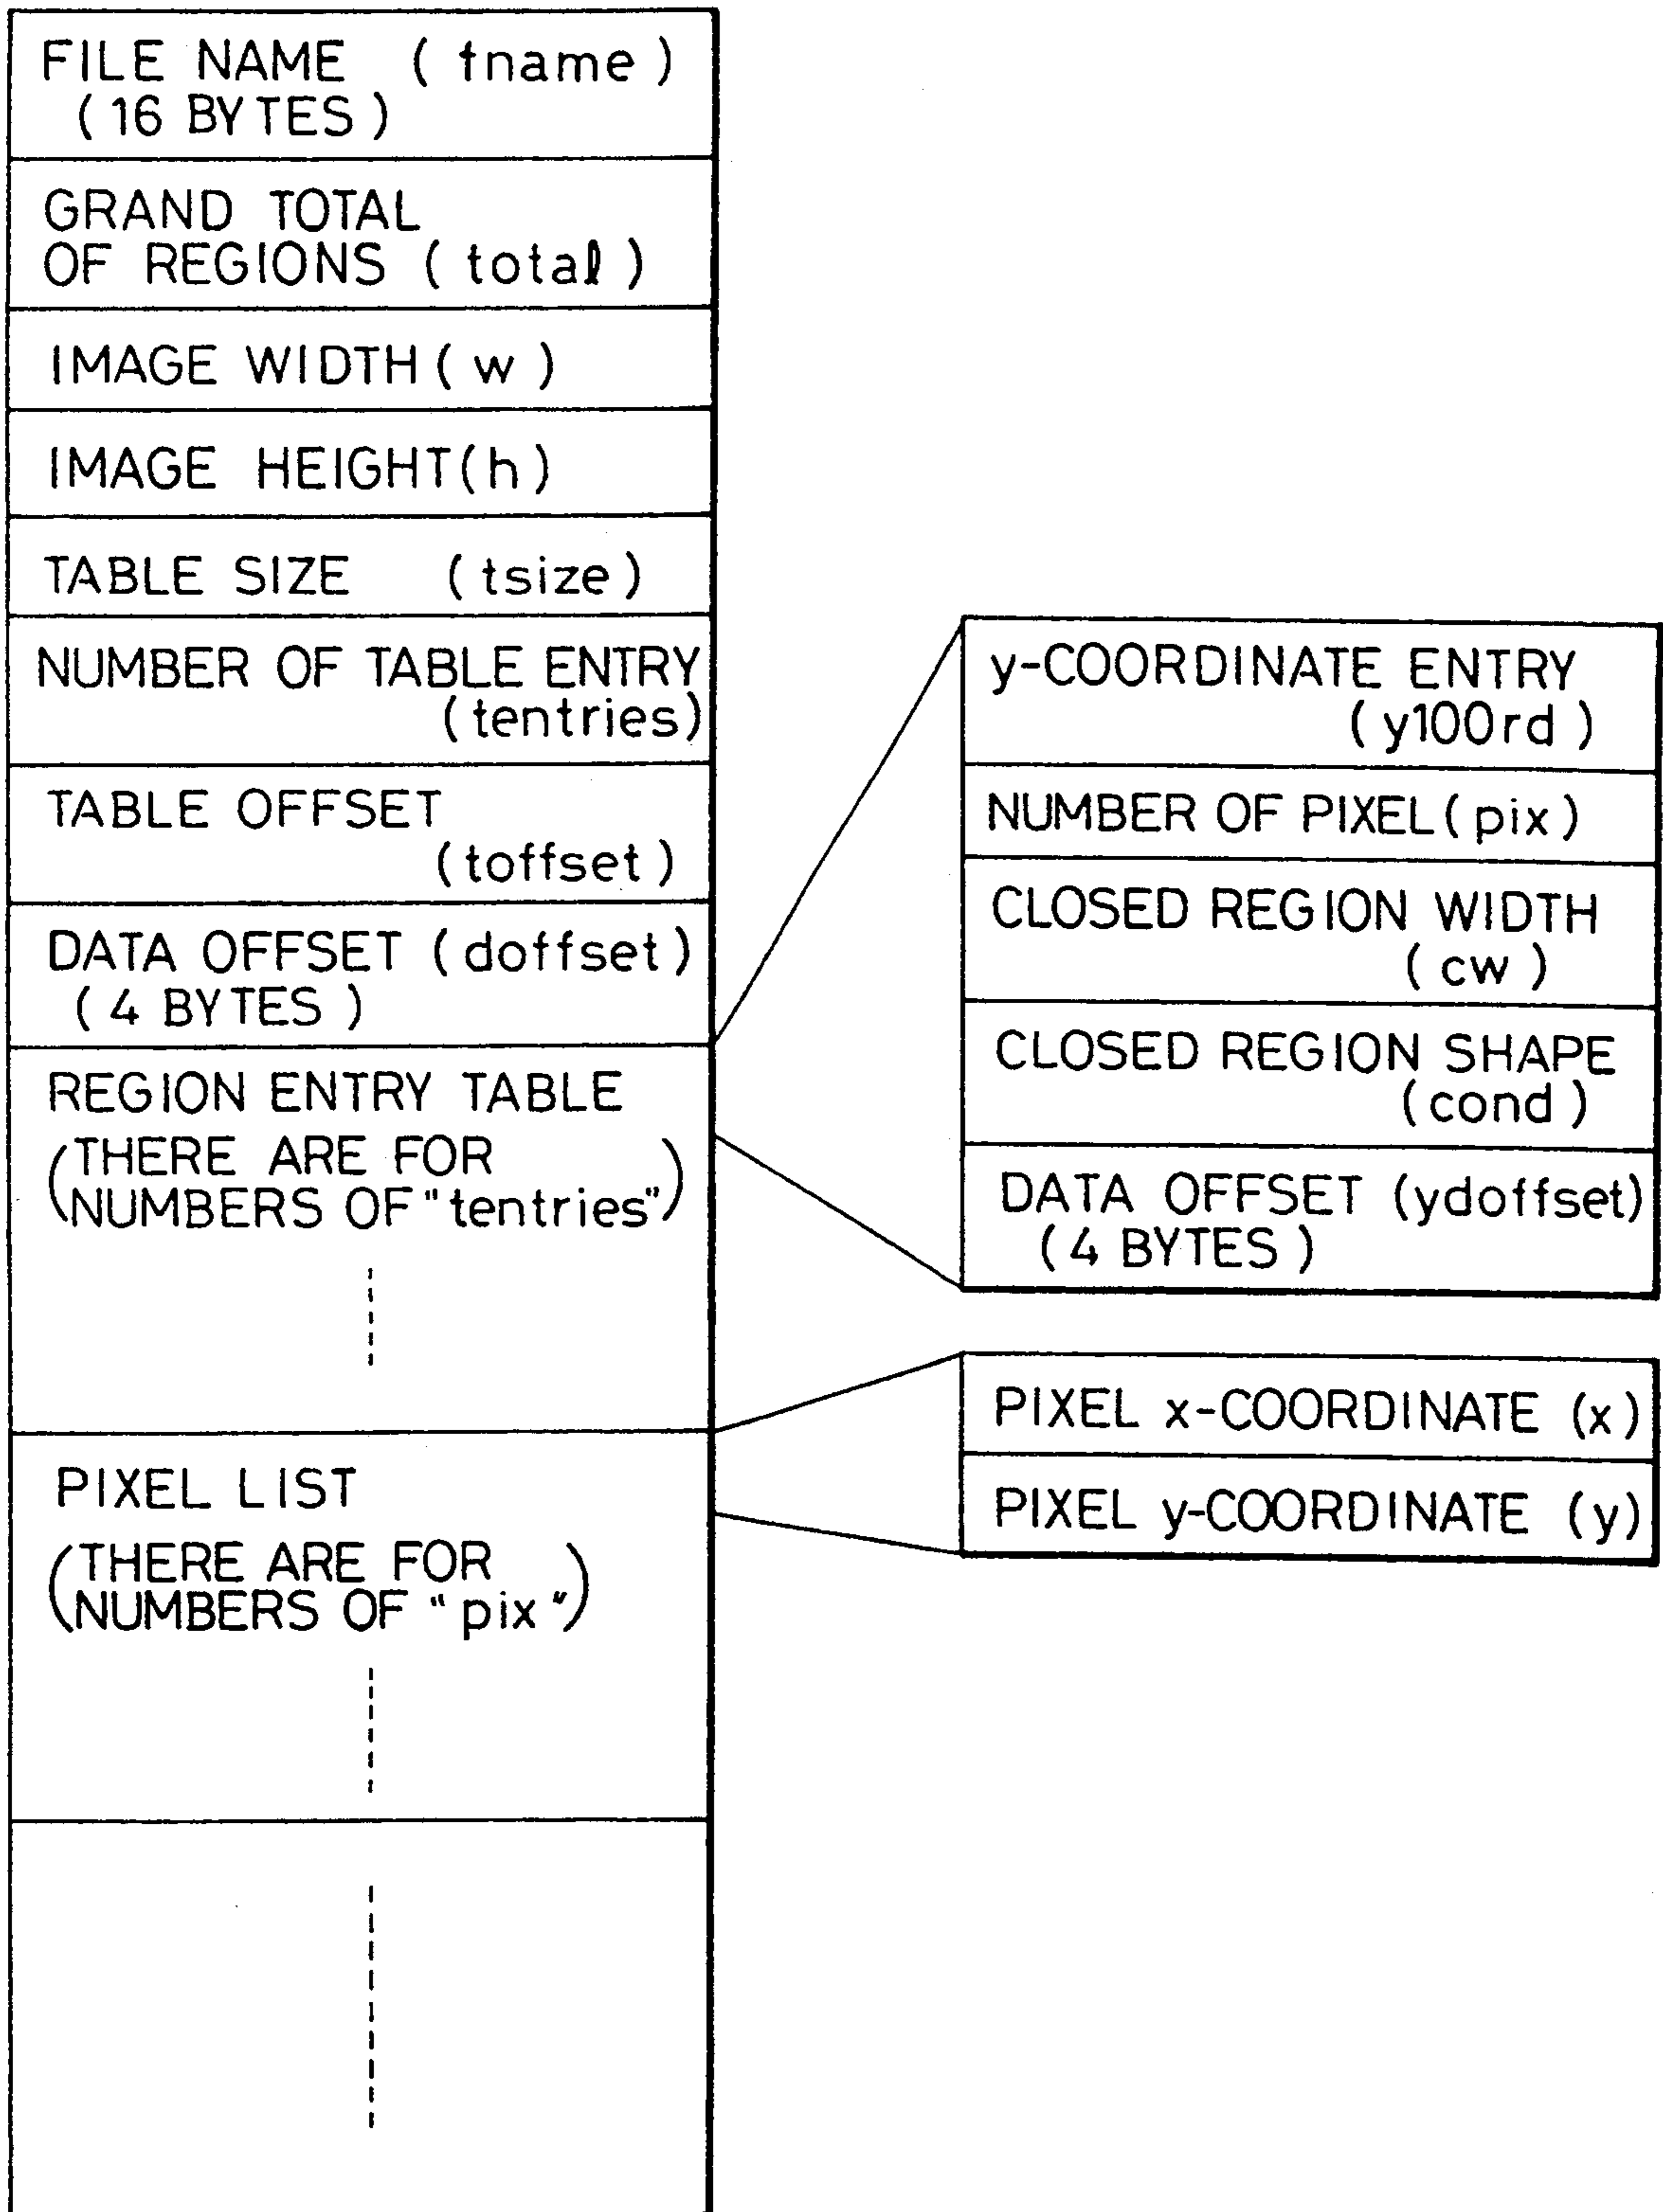 FILE NAME ( fname )
( 16 BYTES )
GRAND TOTAL
OF REGIONS ( total )
IMAGE WIDTH ( w )
IMAGE HEIGHT (h)
TABLE SIZE ( tsize )
NUMBER OF TABLE ENTRY
( tentries)
TABLE OFFSET
( toffset )
DATA OFFSET ( doffset )
( 4 BYTES )
REGION ENTRY TABLE
(THERE ARE FOR
NUMBERS OF "tentries")
PIXEL LIST
(THERE ARE FOR
NUMBERS OF "pix")
y-COORDINATE ENTRY
( y100rd )
NUMBER OF PIXEL ( pix )
CLOSED REGION WIDTH
( cw )
CLOSED REGION SHAPE
( cond )
DATA OFFSET (ydoffset)
( 4 BYTES )
PIXEL x-COORDINATE (x)
PIXEL y-COORDINATE (y)